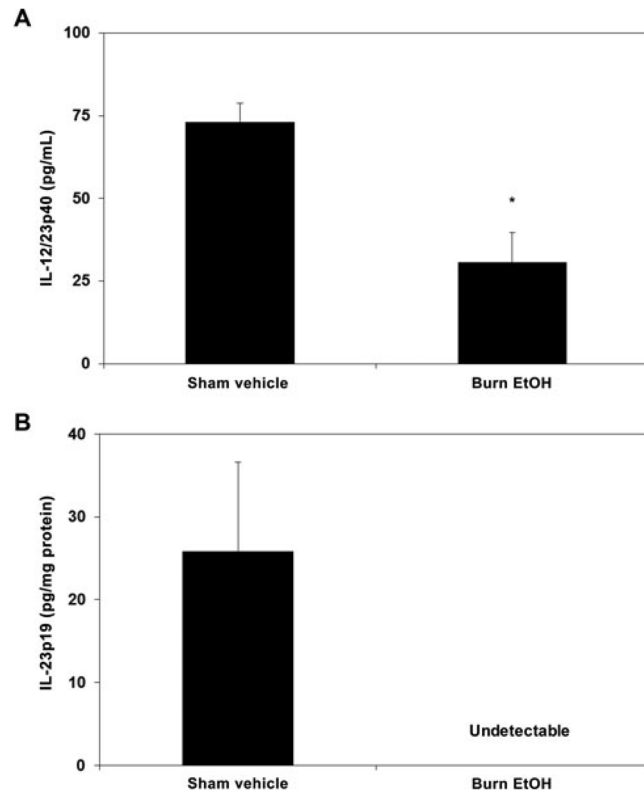 A
100
75
50
25
0
IL-12/23p40 (pg/mL)
*
Sham vehicle
Burn EtOH
B
40
30
20
10
0
IL-23p19 (pg/mg protein)
Undetectable
Sham vehicle
Burn EtOH